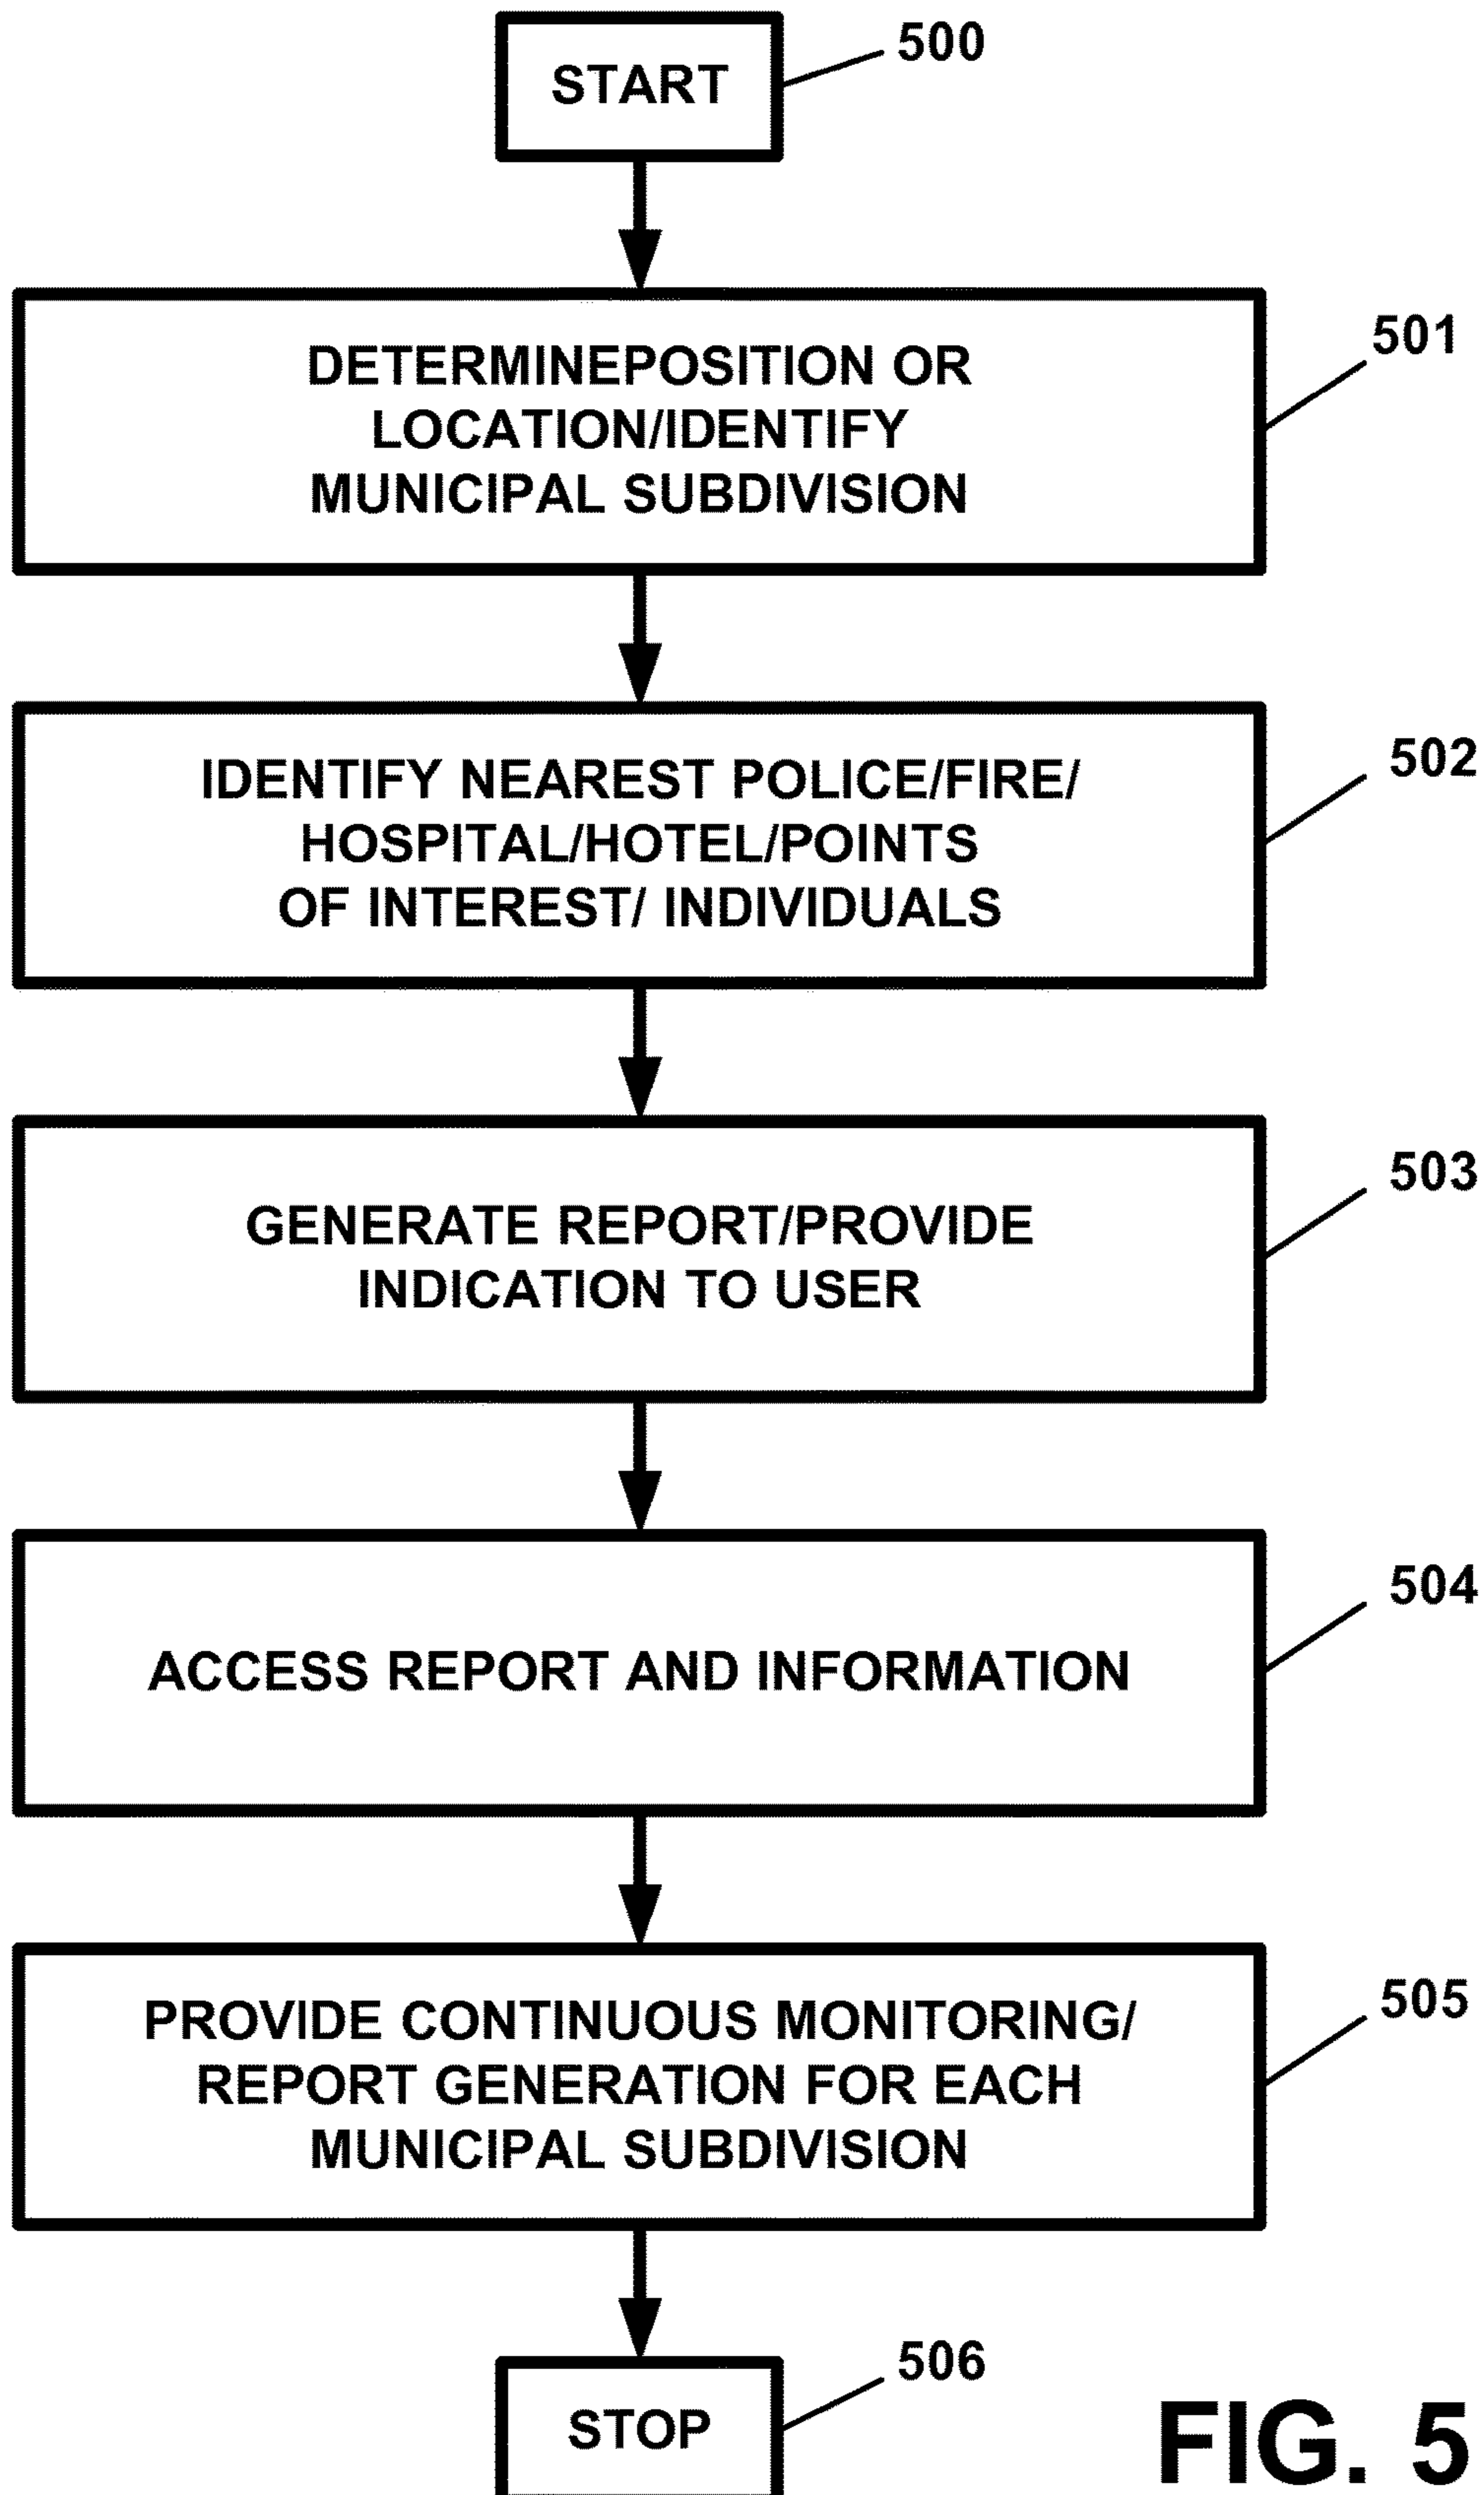 START
500
DETERMINEPOSITION OR
LOCATION/IDENTIFY
MUNICIPAL SUBDIVISION
501
IDENTIFY NEAREST POLICE/FIRE/
HOSPITAL/HOTEL/POINTS
OF INTEREST/ INDIVIDUALS
502
GENERATE REPORT/PROVIDE
INDICATION TO USER
503
ACCESS REPORT AND INFORMATION
504
PROVIDE CONTINUOUS MONITORING/
REPORT GENERATION FOR EACH
MUNICIPAL SUBDIVISION
505
STOP
506
FIG. 5